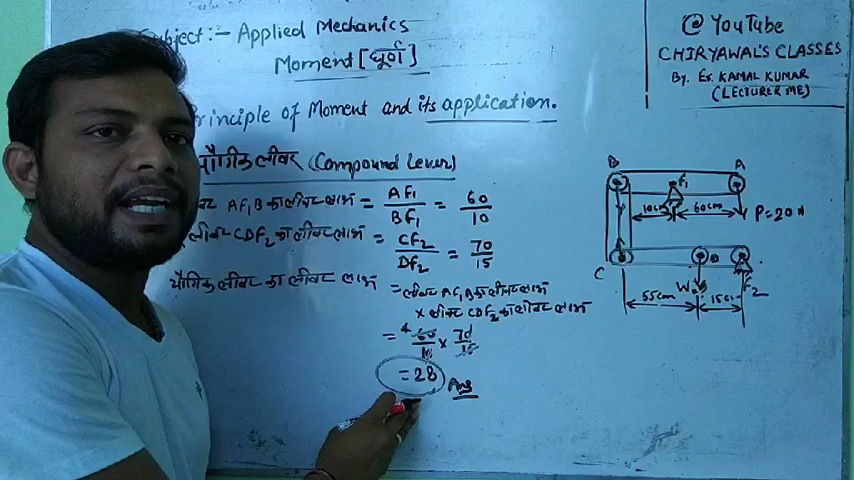 Subject:- Applied Mechanics
Moment [घूर्ण]
@ YouTube
CHIRYAWAL'S CLASSES
By. Er. KAMAL KUMAR
(LECTURER ME)
Principle of Moment and its application.
यौगिक लीवर (Compound Lever)
AF₁B का लीवर लाभ = AF₁/BF₁ = 60/10
लीवर CDF₂ का लीवर लाभ = CF₂/DF₂ = 70/15
यौगिक लीवर का लीवर लाभ = लीवर AF₁B का लीवर लाभ
x लीवर CDF₂ का लीवर लाभ
= 4 60/10 x 70/15
= 28 Ans
B F₁ A
10cm 60cm P=20
C D F₂
W
55cm 15c